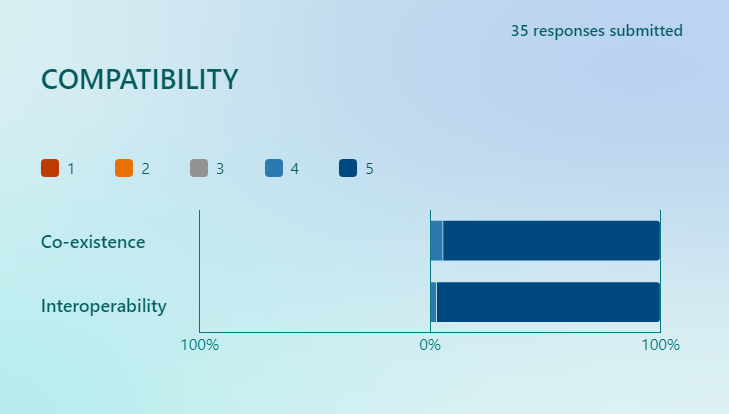 35 responses submitted
COMPATIBILITY
1 2 3 4 5
Co-existence
Interoperability
100% 0% 100%